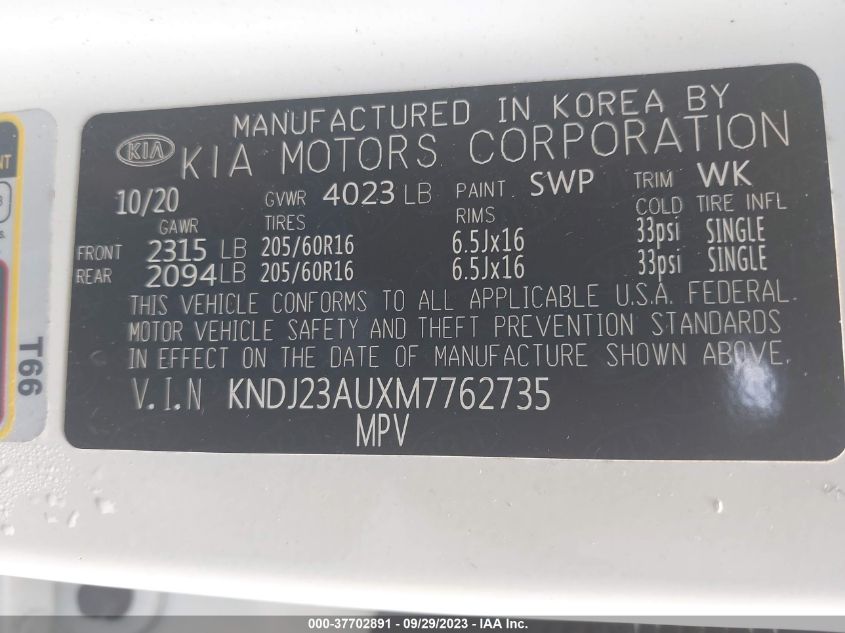 MANUFACTURED IN KOREA BY
KIA KIA MOTORS CORPORATION
10/20 GVWR 4023 LB PAINT SWP TRIM WK
GAWR TIRES RIMS COLD TIRE INFL
FRONT 2315 LB 205/60R16 6.5Jx16 33psi SINGLE
REAR 2094 LB 205/60R16 6.5Jx16 33psi SINGLE
THIS VEHICLE CONFORMS TO ALL APPLICABLE U.S.A. FEDERAL
MOTOR VEHICLE SAFETY AND THEFT PREVENTION STANDARDS
IN EFFECT ON THE DATE OF MANUFACTURE SHOWN ABOVE.
V.I.N KNDJ23AUXM7762735
MPV
T66
000-37702891 - 09/29/2023 - IAA Inc.